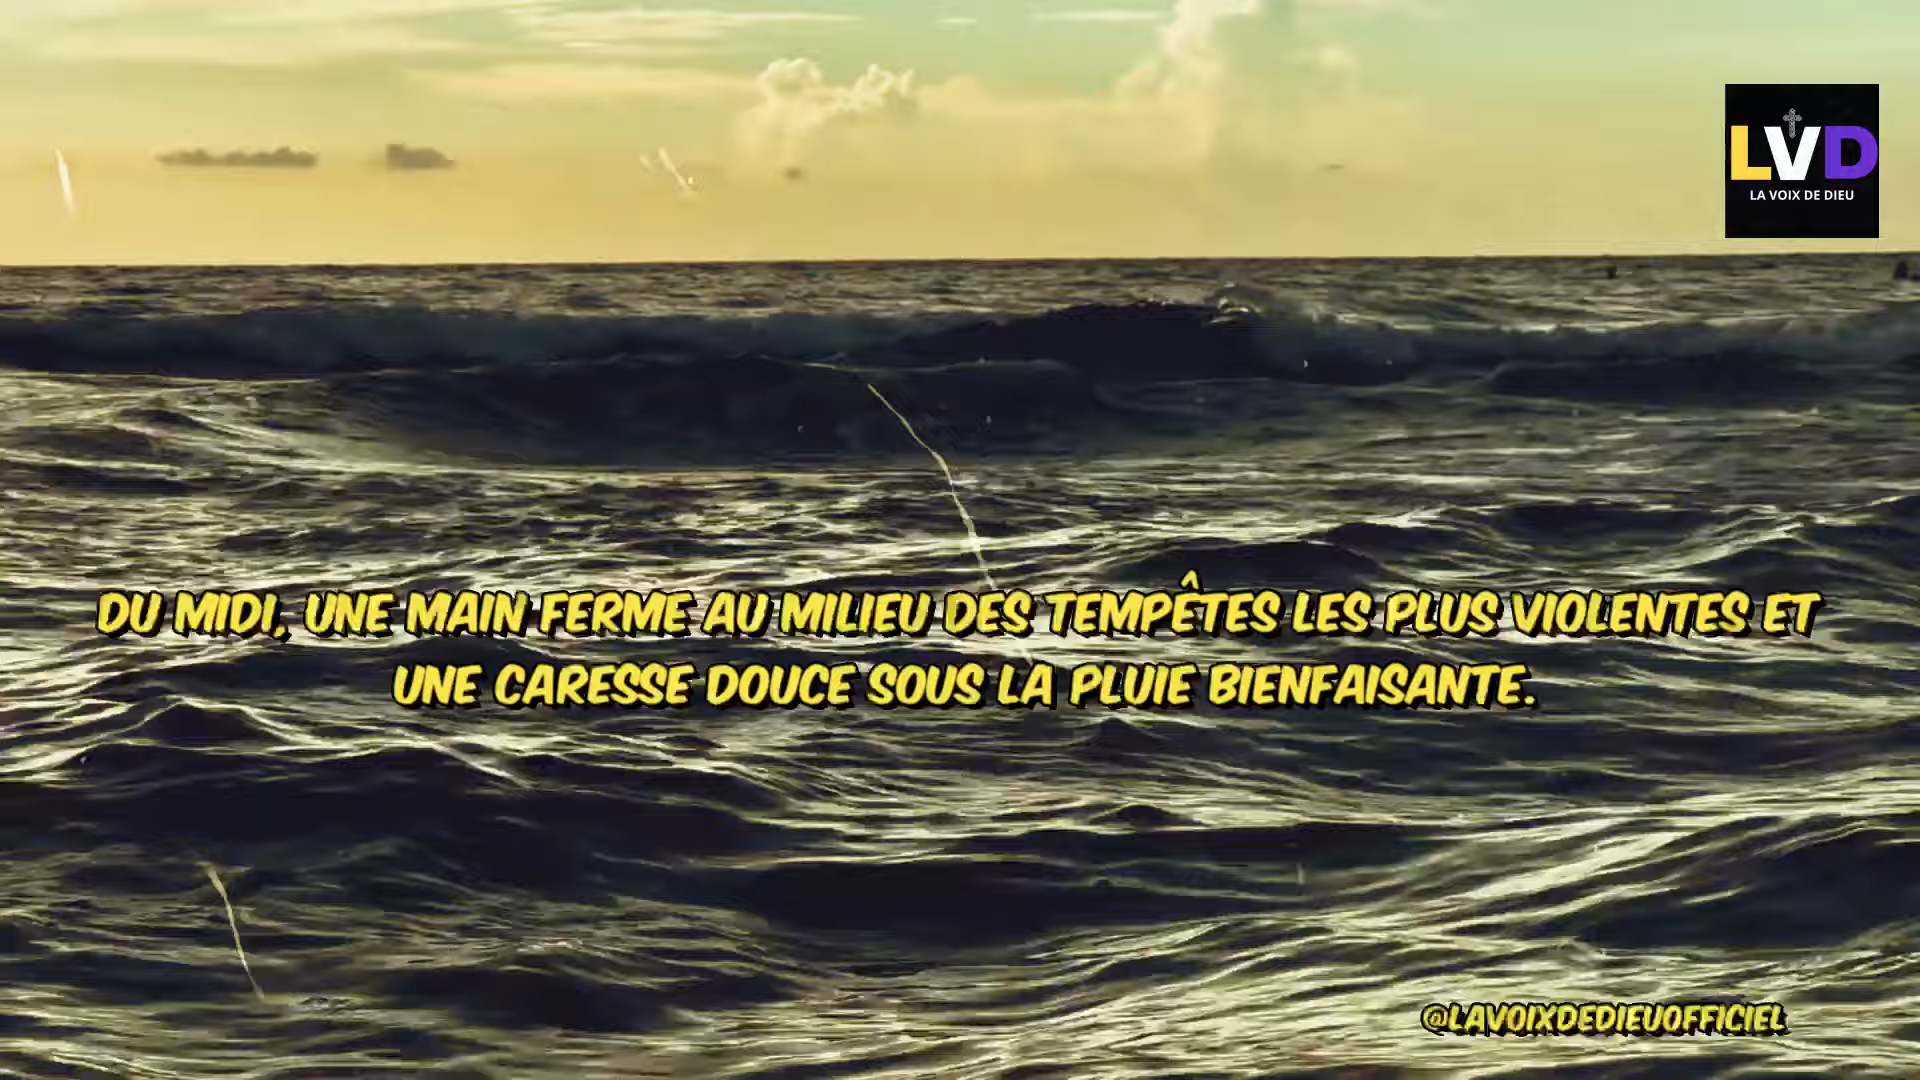 LVD
LA VOIX DE DIEU
DU MIDI, UNE MAIN FERME AU MILIEU DES TEMPÊTES LES PLUS VIOLENTES ET
UNE CARESSE DOUCE SOUS LA PLUIE BIENFAISANTE.
@LAVOIXDEDIEUOFFICIEL